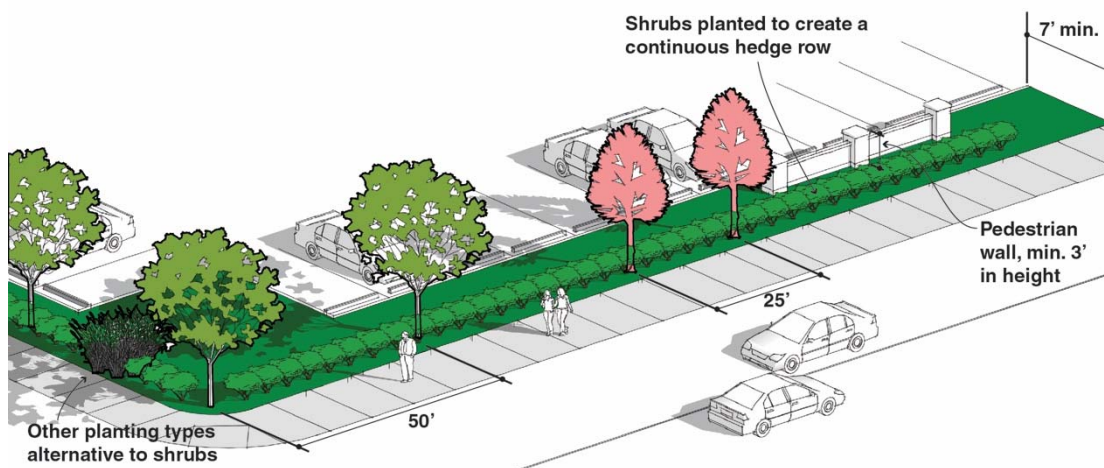 Shrubs planted to create a
continuous hedge row
7’ min.
Pedestrian
wall, min. 3’
in height
25’
50’
Other planting types
alternative to shrubs